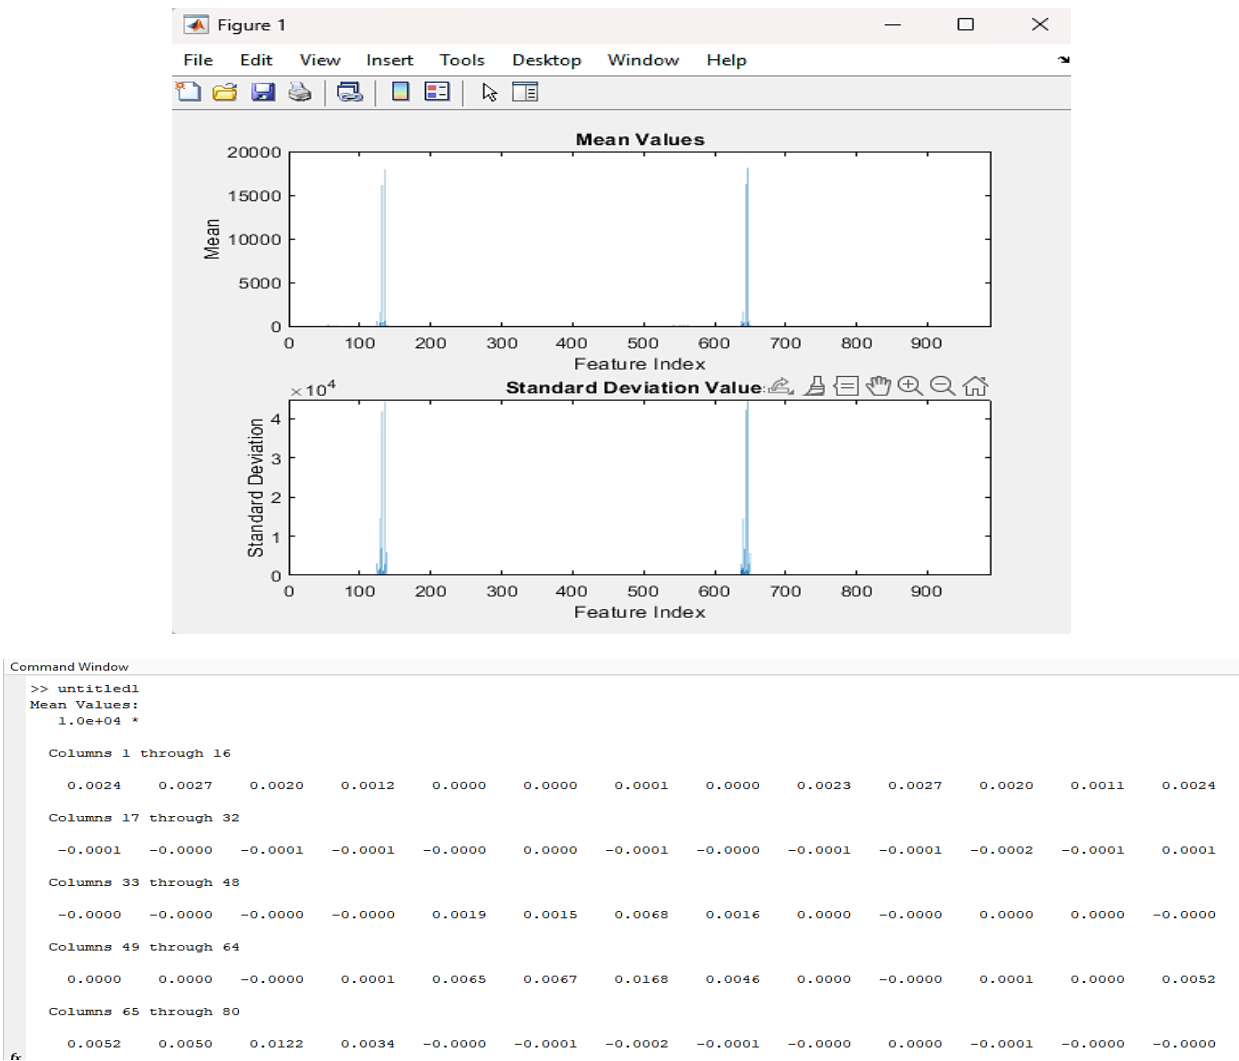 Figure 1
File Edit View Insert Tools Desktop Window Help
Mean Values
20000
15000
10000
5000
0
Mean
0 100 200 300 400 500 600 700 800 900
Feature Index
×10^4
Standard Deviation Values
4
3
2
1
0
Standard Deviation
0 100 200 300 400 500 600 700 800 900
Feature Index
Command Window
>> untitled1
Mean Values:
1.0e+04 *
Columns 1 through 16
0.0024 0.0027 0.0020 0.0012 0.0000 0.0000 0.0001 0.0000 0.0023 0.0027 0.0020 0.0011 0.0024
Columns 17 through 32
-0.0001 -0.0000 -0.0001 -0.0001 -0.0000 0.0000 -0.0001 -0.0000 -0.0001 -0.0001 -0.0002 -0.0001 0.0001
Columns 33 through 48
-0.0000 -0.0000 -0.0000 -0.0000 0.0019 0.0015 0.0068 0.0016 0.0000 -0.0000 0.0000 0.0000 -0.0000
Columns 49 through 64
0.0000 0.0000 -0.0000 0.0001 0.0065 0.0067 0.0168 0.0046 0.0000 -0.0000 0.0001 0.0000 0.0052
Columns 65 through 80
0.0052 0.0050 0.0122 0.0034 -0.0000 -0.0001 -0.0002 -0.0001 -0.0000 0.0000 -0.0001 -0.0000 -0.0000
fx